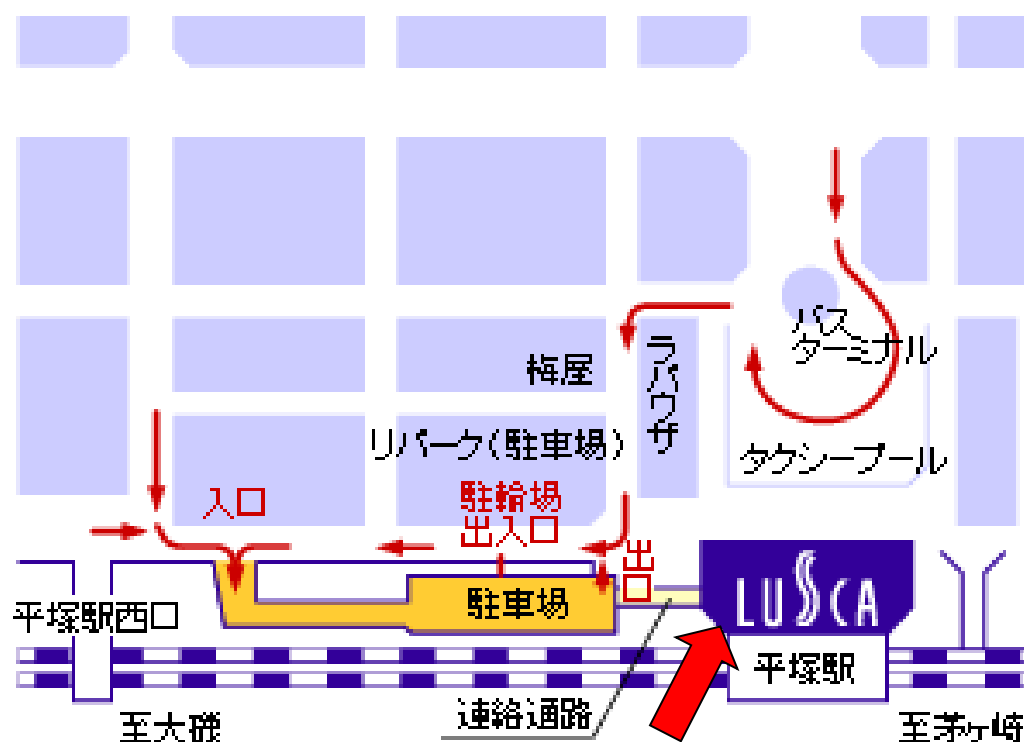 バス
ターミナル
梅屋
ラパウザ
リパーク(駐車場)
タクシープール
入口
駐輪場
出入口
出口
駐車場
LUSCA
平塚駅西口
平塚駅
連絡通路
至大磯
至茅ヶ崎